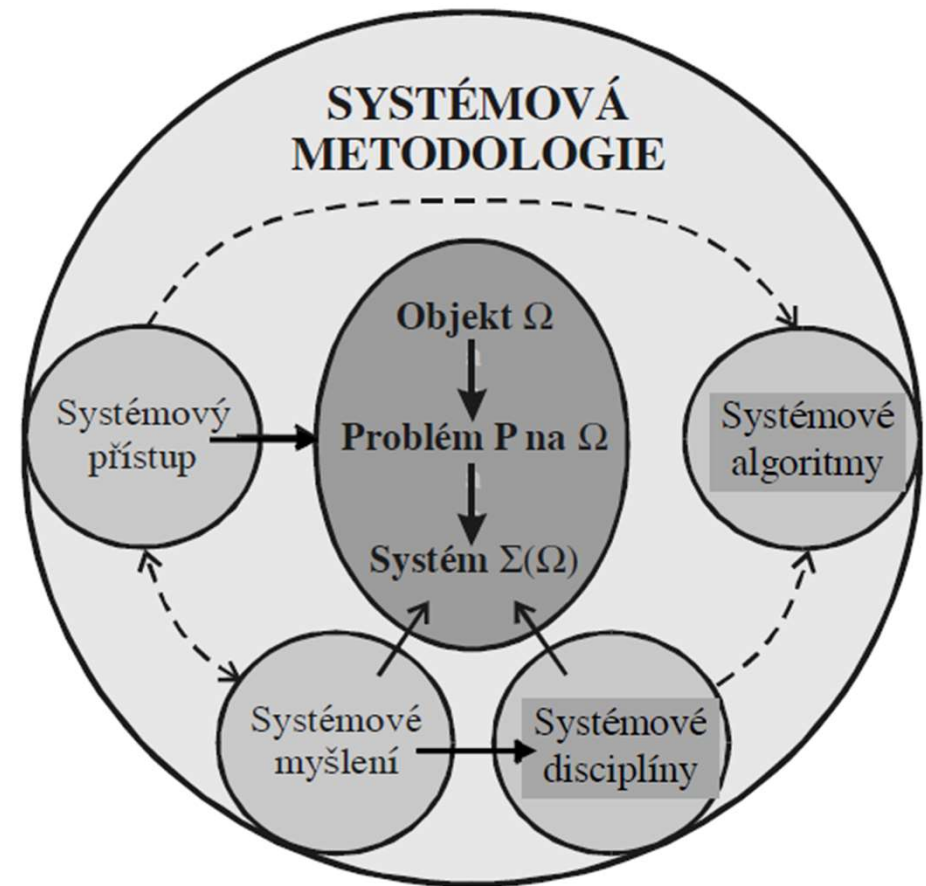 SYSTÉMOVÁ
METODOLOGIE
Objekt Ω
Problém P na Ω
Systém Σ(Ω)
Systémový
přístup
Systémové
algoritmy
Systémové
myšlení
Systémové
disciplíny